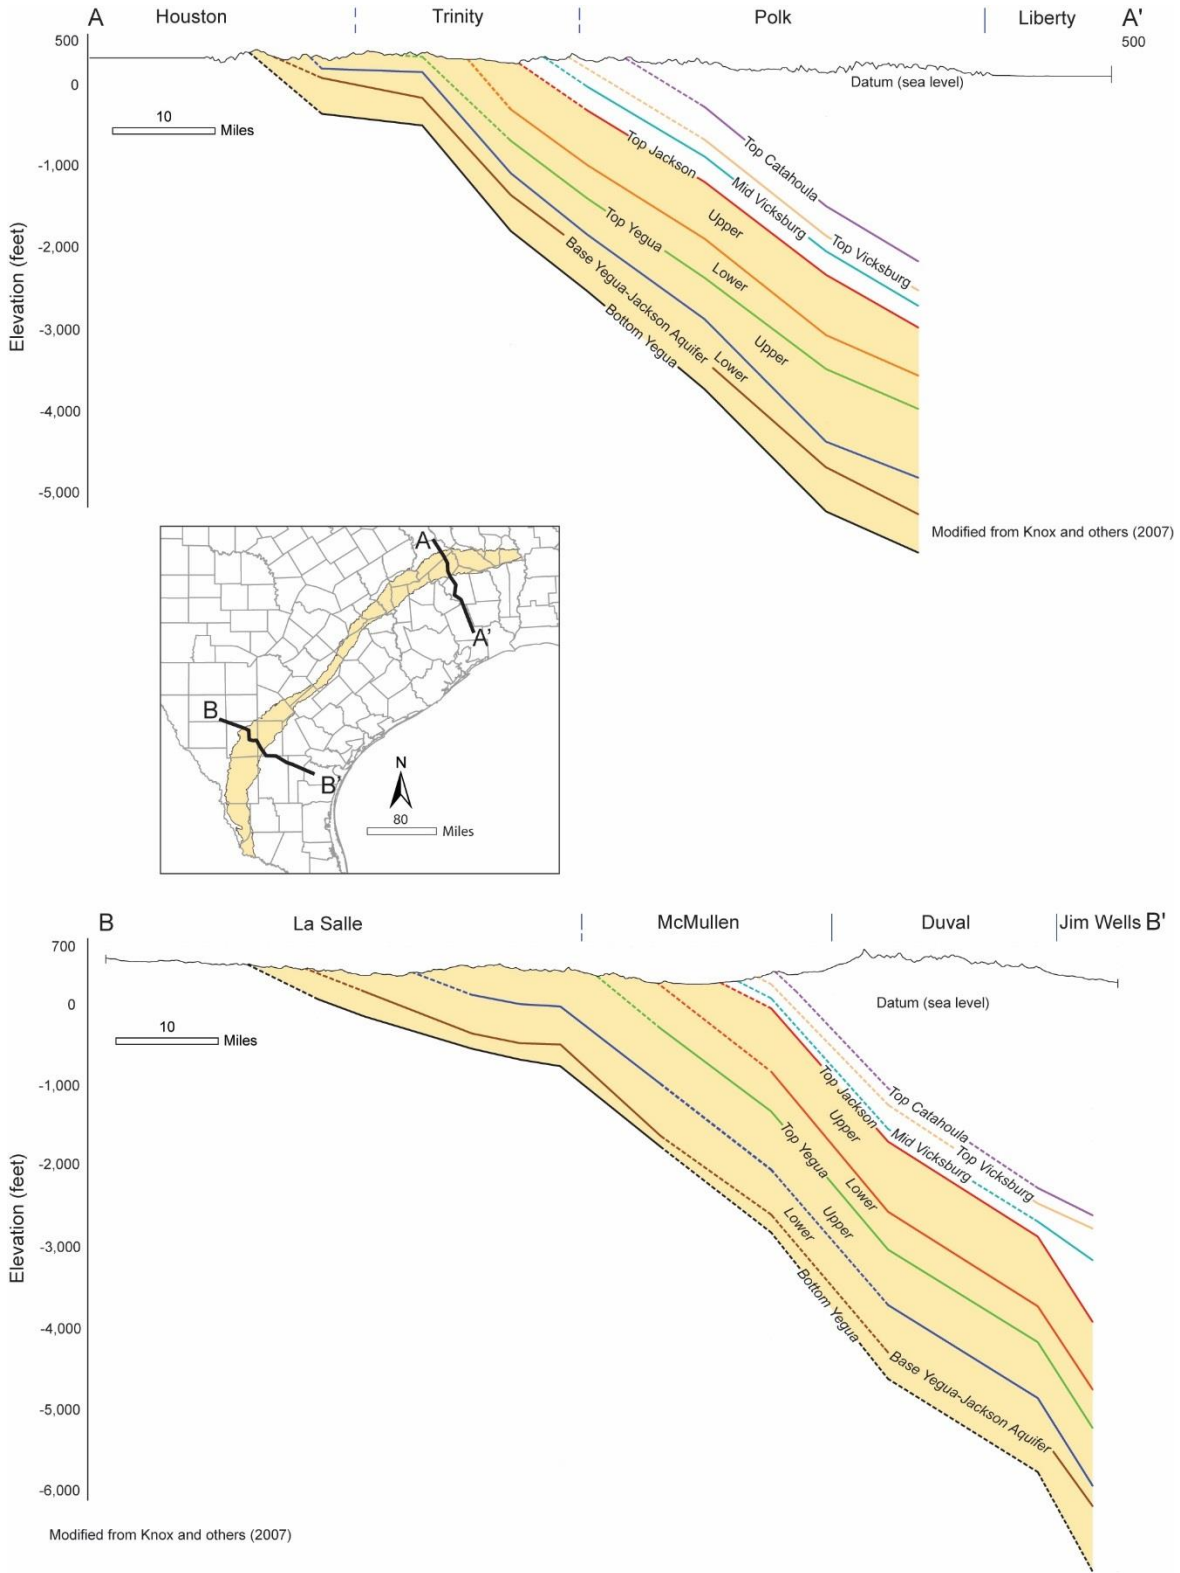 A Houston Trinity Polk Liberty A'
500
500
0
Datum (sea level)
10
Miles
-1,000
-2,000
-3,000
-4,000
-5,000
Elevation (feet)
Top Catahoula
Top Jackson
Mid Vicksburg
Top Vicksburg
Upper
Top Yegua
Lower
Base Yegua-Jackson Aquifer
Upper
Lower
Bottom Yegua
Modified from Knox and others (2007)
A
A'
B
B'
N
80
Miles
B La Salle McMullen Duval Jim Wells B'
700
0
Datum (sea level)
10
Miles
-1,000
-2,000
-3,000
-4,000
-5,000
-6,000
Elevation (feet)
Top Catahoula
Top Jackson
Top Vicksburg
Mid Vicksburg
Upper
Top Yegua
Lower
Upper
Lower
Bottom Yegua
Base Yegua-Jackson Aquifer
Modified from Knox and others (2007)